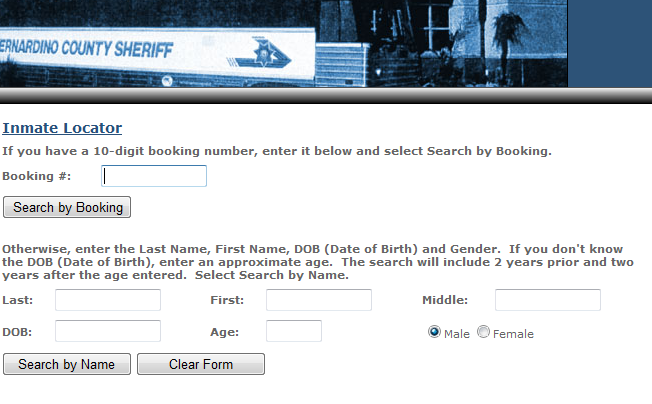 ERNARDINO COUNTY SHERIFF
Inmate Locator
If you have a 10-digit booking number, enter it below and select Search by Booking.
Booking #:
Search by Booking
Otherwise, enter the Last Name, First Name, DOB (Date of Birth) and Gender.  If you don't know
the DOB (Date of Birth), enter an approximate age.  The search will include 2 years prior and two
years after the age entered.  Select Search by Name.
Last: First: Middle:
DOB: Age: Male Female
Search by Name Clear Form